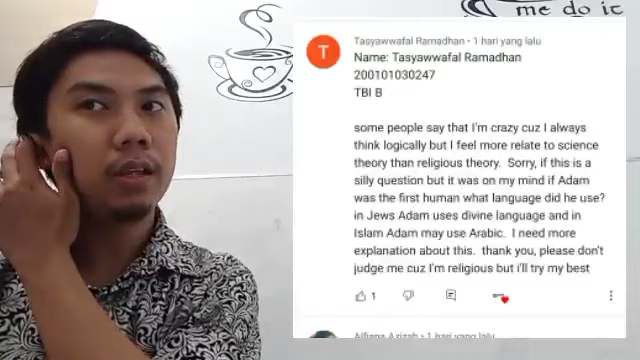 me do it
T
Tasyawwafal Ramadhan • 1 hari yang lalu
Name: Tasyawwafal Ramadhan
200101030247
TBI B
some people say that I'm crazy cuz I always
think logically but I feel more relate to science
theory than religious theory. Sorry, if this is a
silly question but it was on my mind if Adam
was the first human what language did he use?
in Jews Adam uses divine language and in
Islam Adam may use Arabic. I need more
explanation about this. thank you, please don't
judge me cuz I'm religious but i'll try my best
1
Alfiana Azizah • 1 hari yang lalu